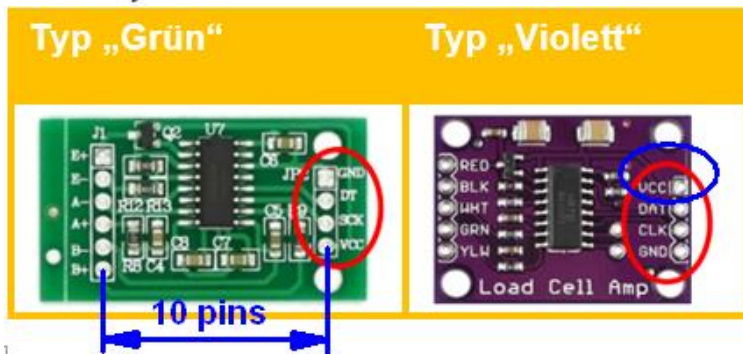 Typ „Grün“
Typ „Violett“
J1
Q2
U7
C6
E+
E-
A-
A+
B-
B+
R12
R13
R8
C4
C8
C7
C5
JP2
GND
DT
SCK
VCC
RED
BLK
WHT
GRN
YLW
VCC
DAT
CLK
GND
Load Cell Amp
10 pins